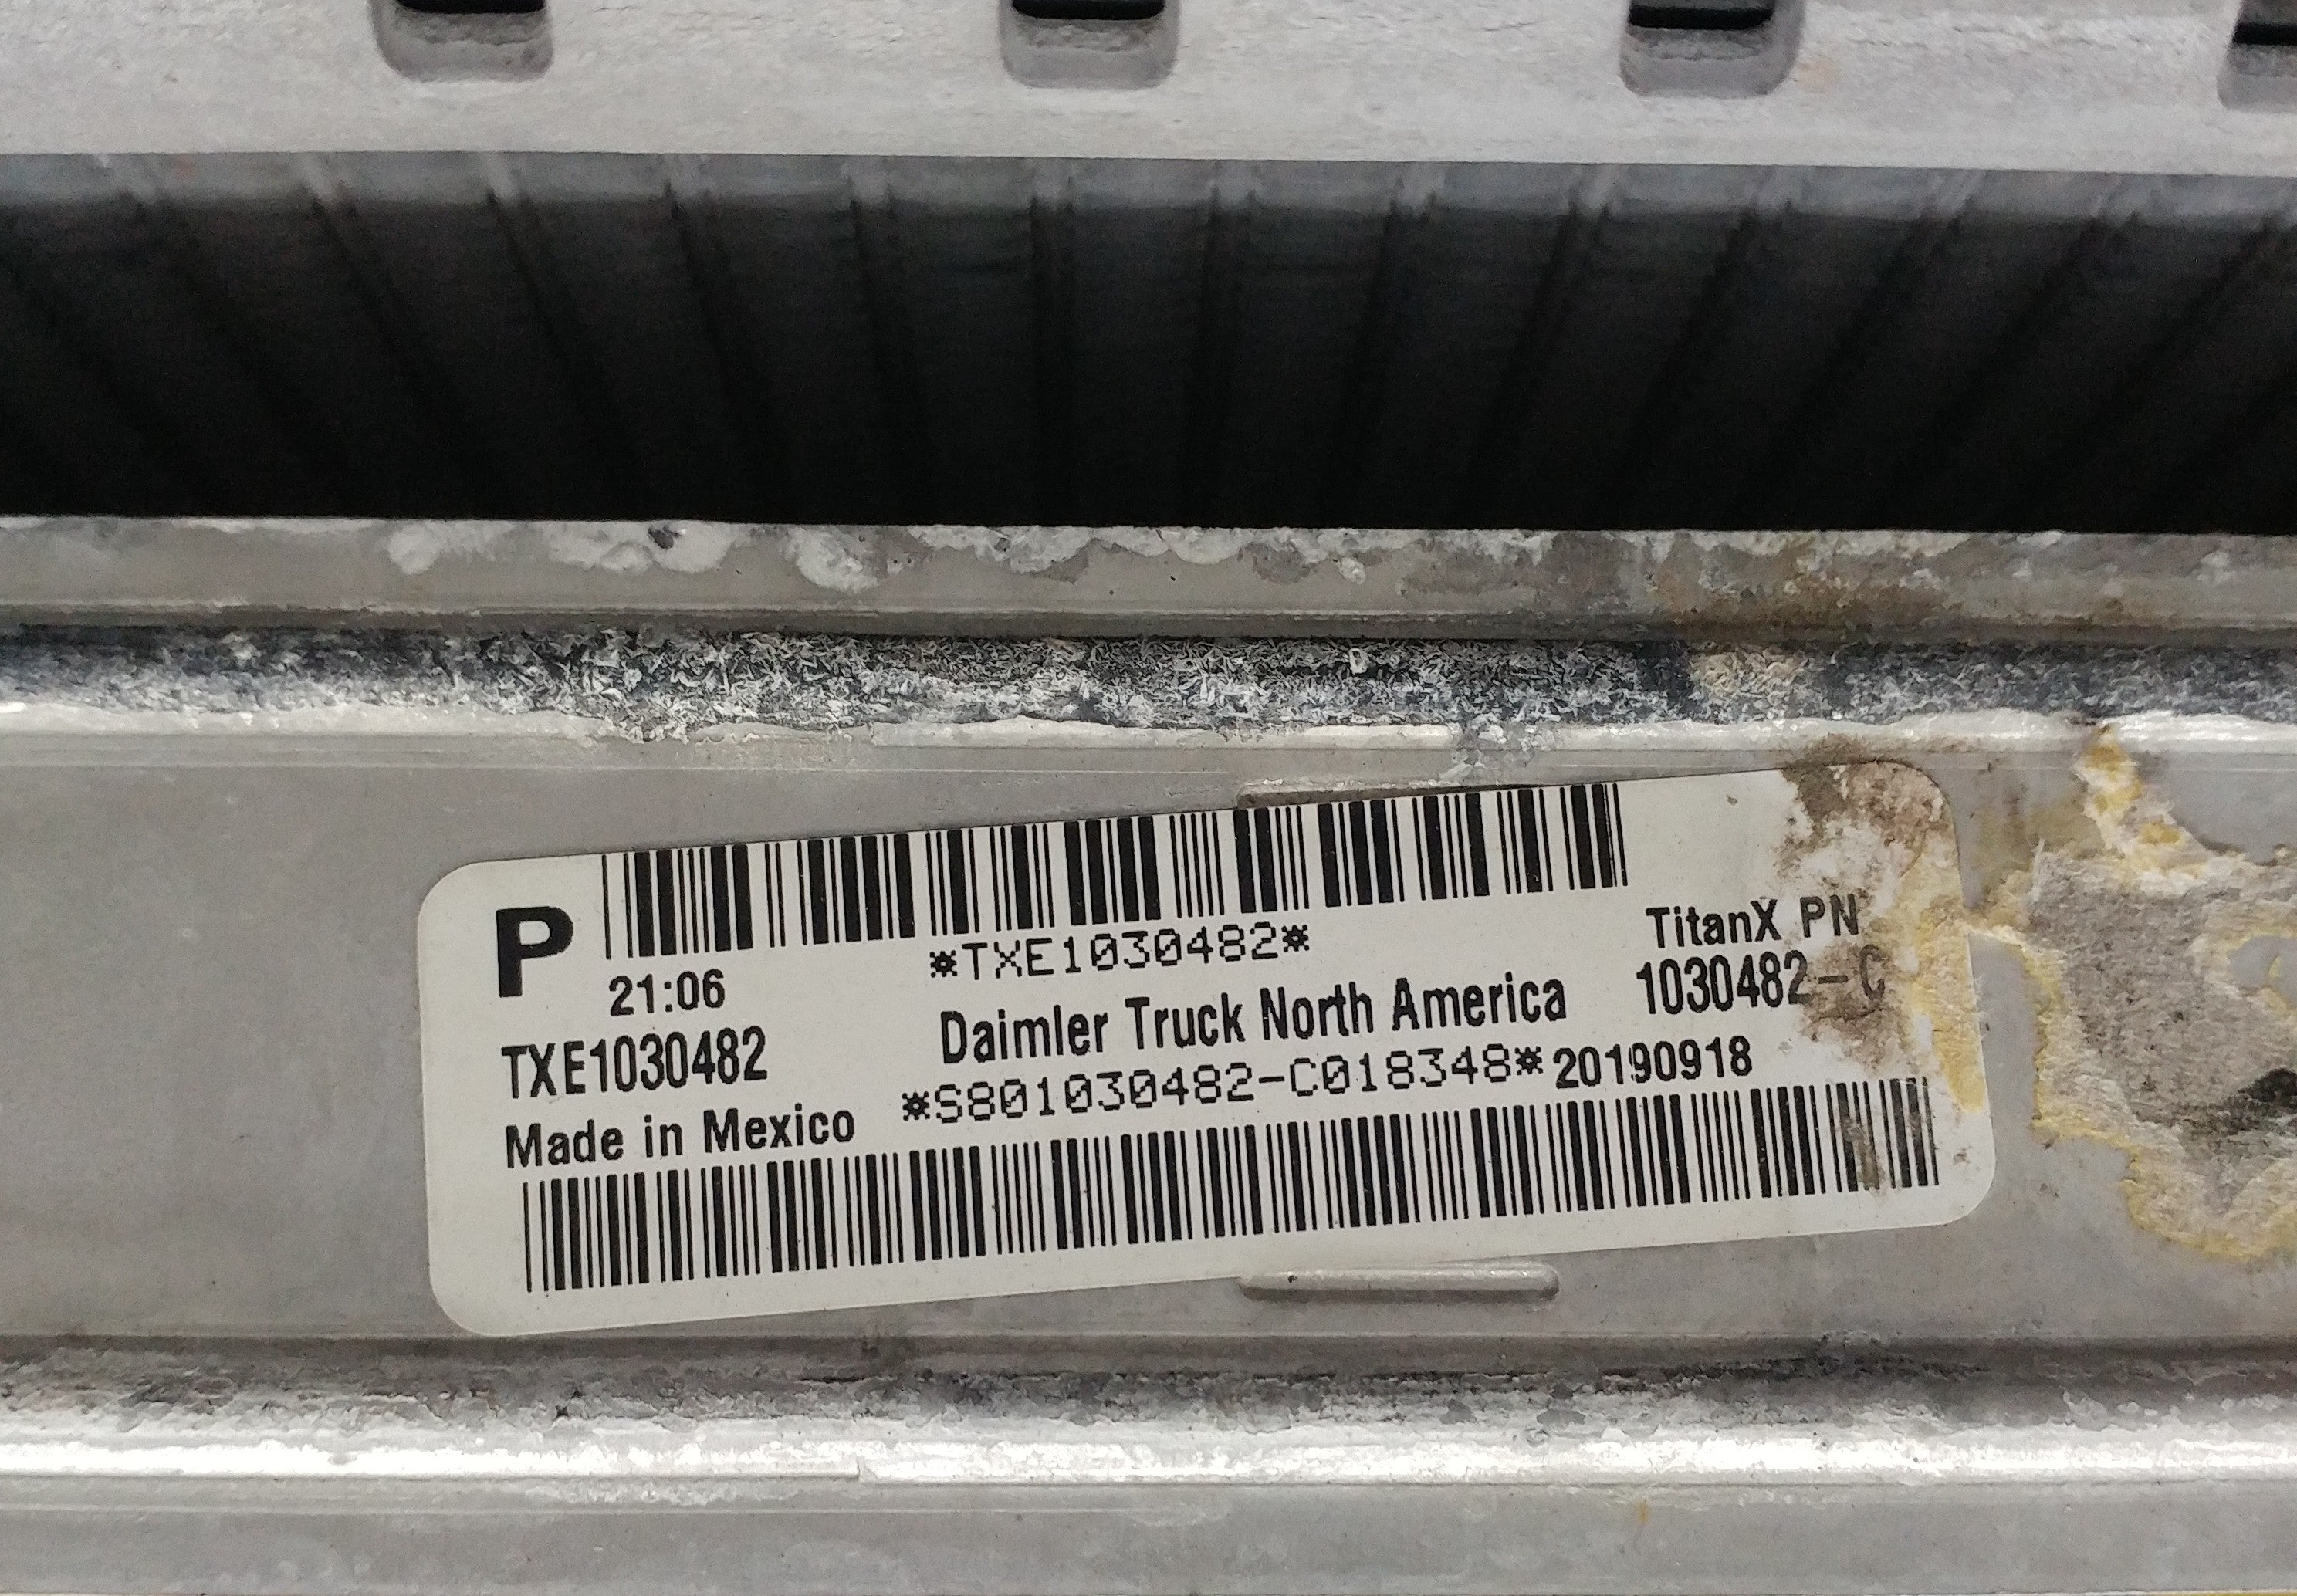 P
*TXE1030482*
TitanX PN
21:06
1030482-C
Daimler Truck North America
TXE1030482
*S801030482-C018348* 20190918
Made in Mexico